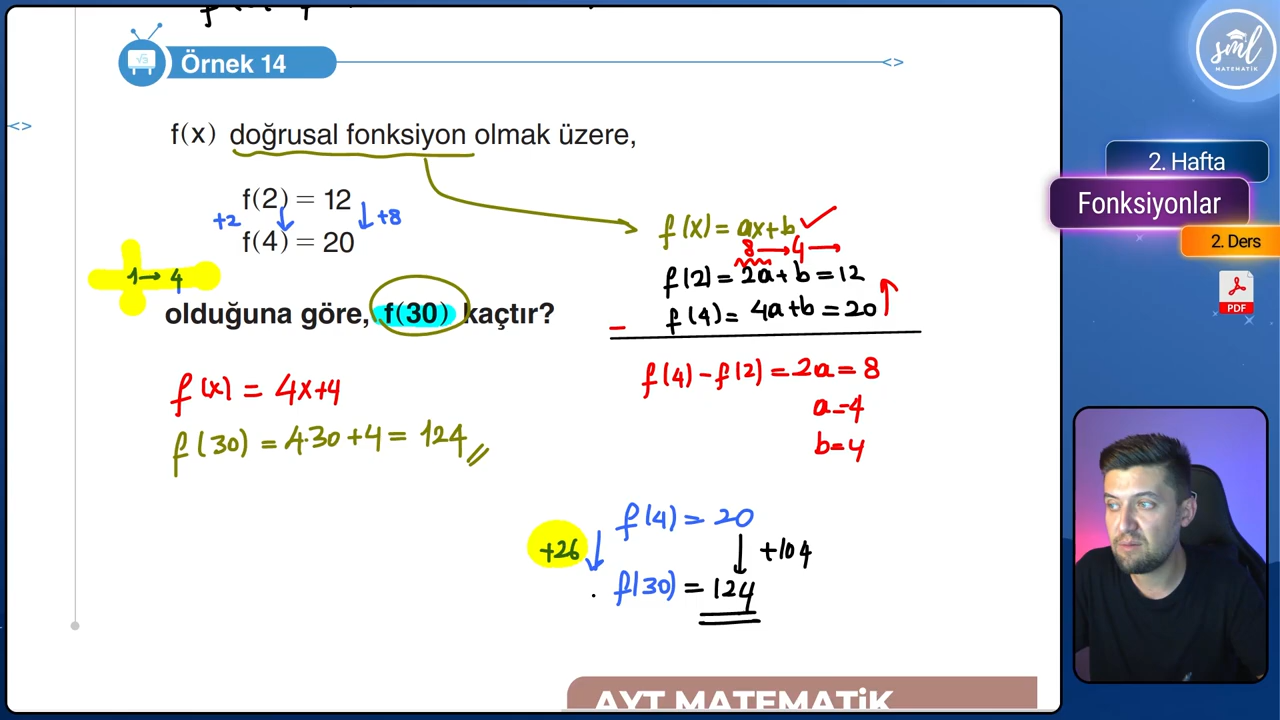 Örnek 14
<>
<>
f(x) doğrusal fonksiyon olmak üzere,
f(2) = 12
+2 +8
f(4) = 20
1→4
olduğuna göre, f(30) kaçtır?
f(x) = 4x+4
f(30) = 4.30+4 = 124
f(x) = ax+b
8 → 4 →
f(2) = 2a+b = 12
f(4) = 4a+b = 20
-
f(4)-f(2) = 2a = 8
a=4
b=4
f(4) = 20
+26 +104
f(30) = 124
AYT MATEMATİK
sml
MATEMATİK
2. Hafta
Fonksiyonlar
2. Ders
PDF